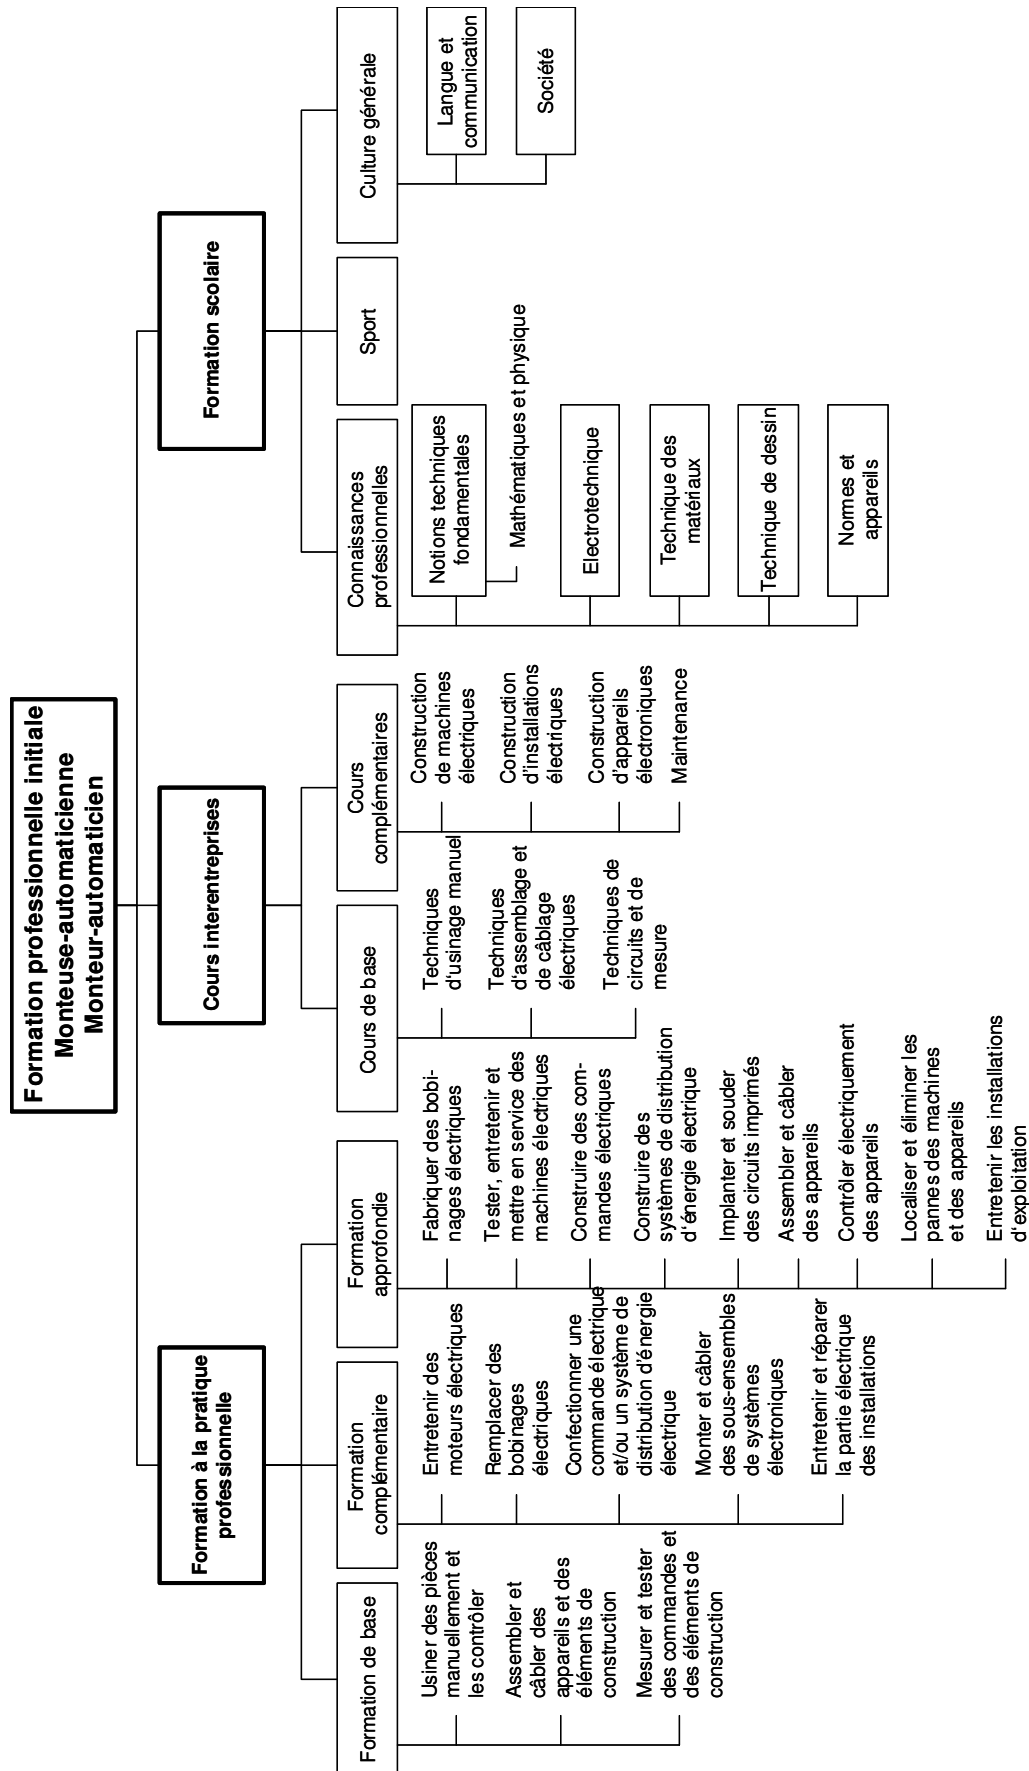 Formation professionnelle initiale
Monteuse-automaticienne
Monteur-automaticien
Formation à la pratique
professionnelle
Formation de base
Usiner des pièces
manuellement et
les contrôler
Assembler et
câbler des
appareils et des
éléments de
construction
Mesurer et tester
des commandes et
des éléments de
construction
Formation
complémentaire
Entretenir des
moteurs électriques
Remplacer des
bobinages
électriques
Confectionner une
commande électrique
et/ou un système de
distribution d'énergie
électrique
Monter et câbler
des sous-ensembles
de systèmes
électroniques
Entretenir et réparer
la partie électrique
des installations
Formation
approfondie
Fabriquer des bobi-
nages électriques
Tester, entretenir et
mettre en service des
machines électriques
Construire des com-
mandes électriques
Construire des
systèmes de distribution
d'énergie électrique
Implanter et souder
des circuits imprimés
Assembler et câbler
des appareils
Contrôler électriquement
des appareils
Localiser et éliminer les
pannes des machines
et des appareils
Entretenir les installations
d'exploitation
Cours interentreprises
Cours de base
Techniques
d'usinage manuel
Techniques
d'assemblage et
de câblage
électriques
Techniques de
circuits et de
mesure
Cours
complémentaires
Construction
de machines
électriques
Construction
d'installations
électriques
Construction
d'appareils
électroniques
Maintenance
Formation scolaire
Connaissances
professionnelles
Notions techniques
fondamentales
Mathématiques et physique
Electrotechnique
Technique des
matériaux
Technique de dessin
Normes et
appareils
Sport
Culture générale
Langue et
communication
Société